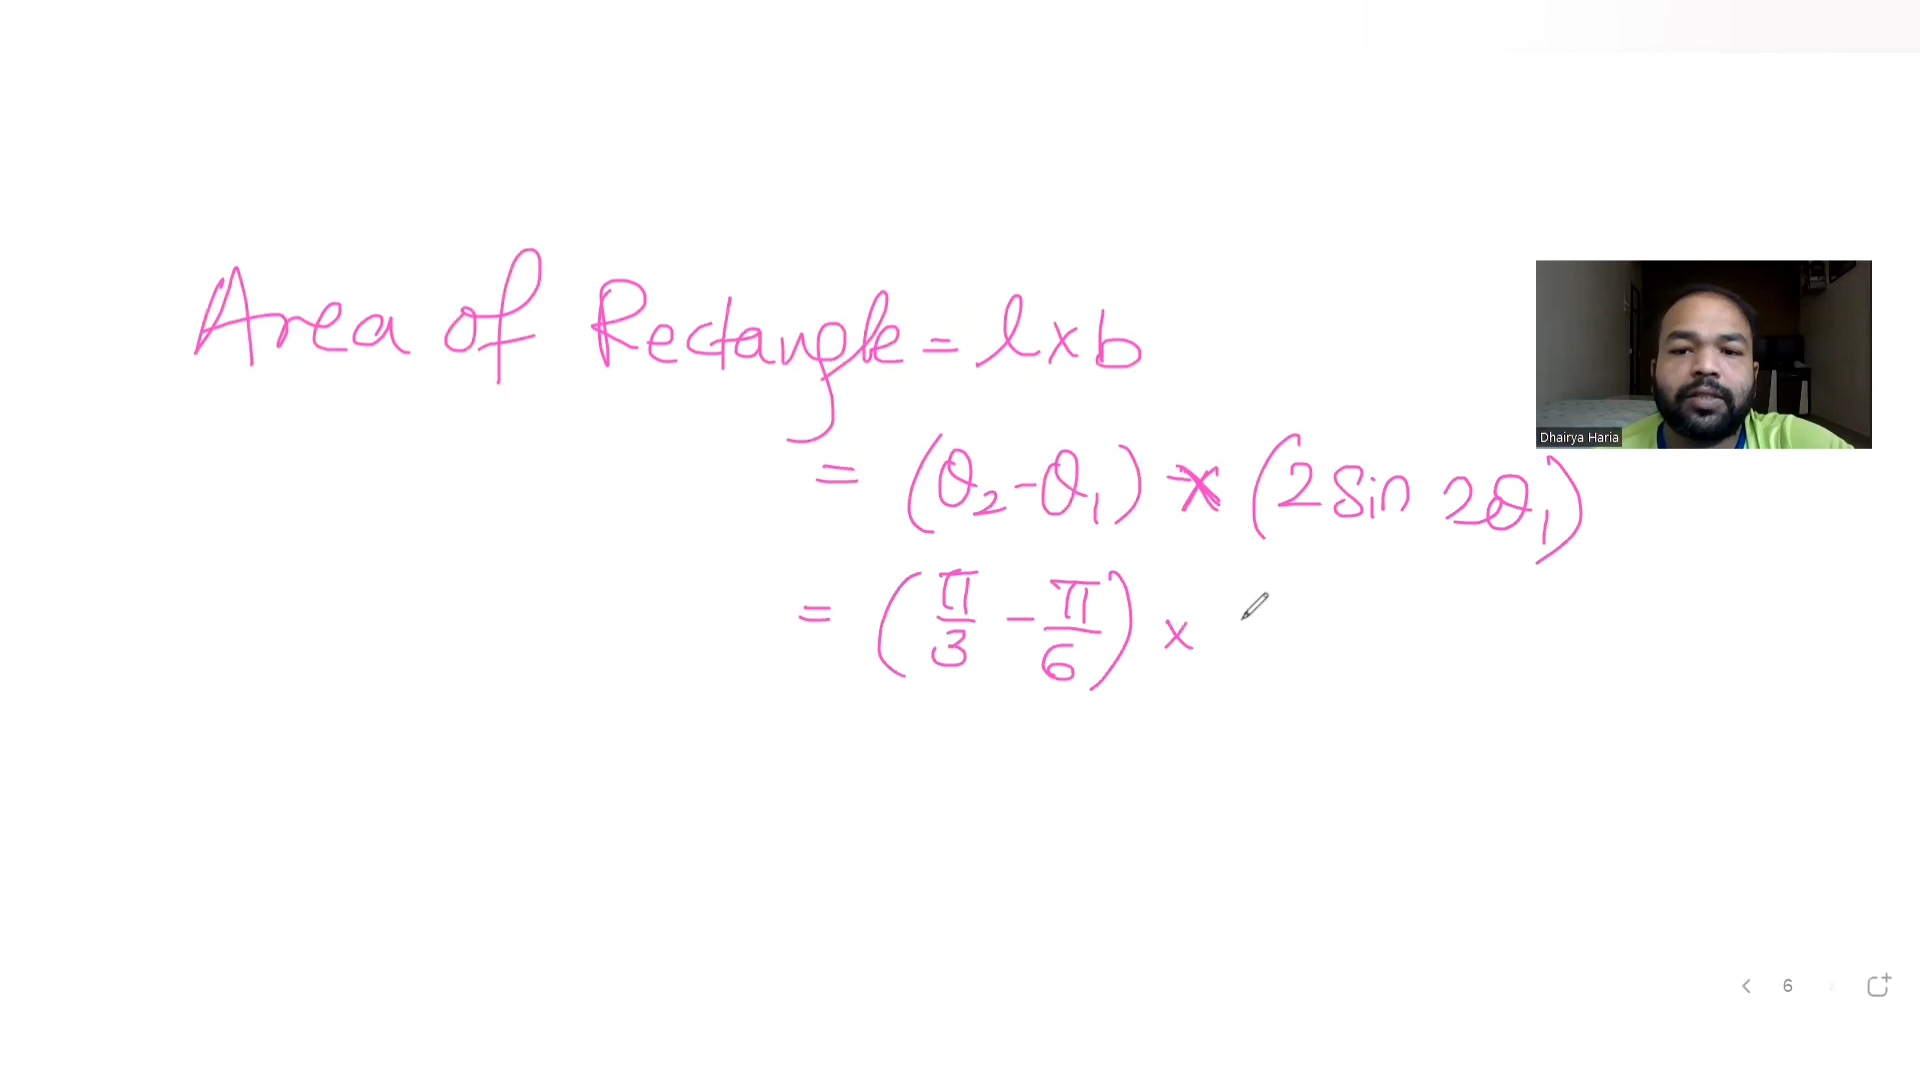 Area of Rectangle = l × b
= (θ₂ - θ₁) × (2 sin 2θ₁)
= (π/3 - π/6) ×
Dhairya Haria
6